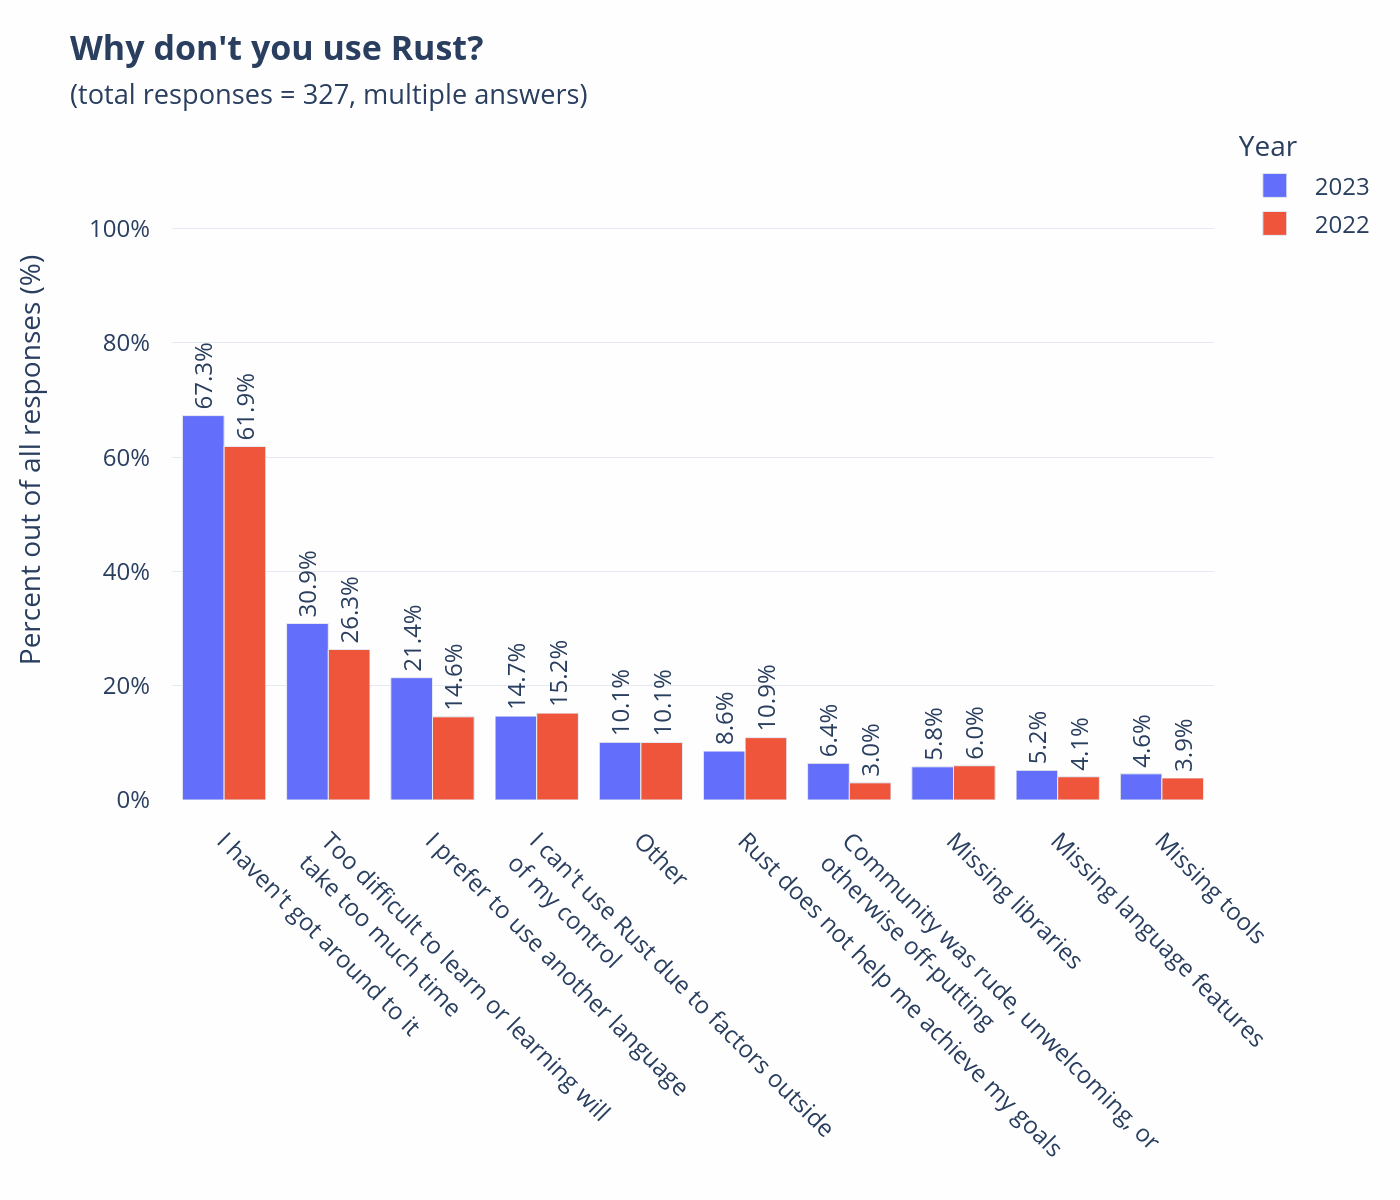 Why don't you use Rust?
(total responses = 327, multiple answers)
Year
2023
2022
Percent out of all responses (%)
100%
80%
60%
40%
20%
0%
67.3%
61.9%
30.9%
26.3%
21.4%
14.6%
14.7%
15.2%
10.1%
10.1%
8.6%
10.9%
6.4%
3.0%
5.8%
6.0%
5.2%
4.1%
4.6%
3.9%
I haven't got around to it
Too difficult to learn or learning will
take too much time
I prefer to use another language
I can't use Rust due to factors outside
of my control
Other
Rust does not help me achieve my goals
Community was rude, unwelcoming, or
otherwise off-putting
Missing libraries
Missing language features
Missing tools